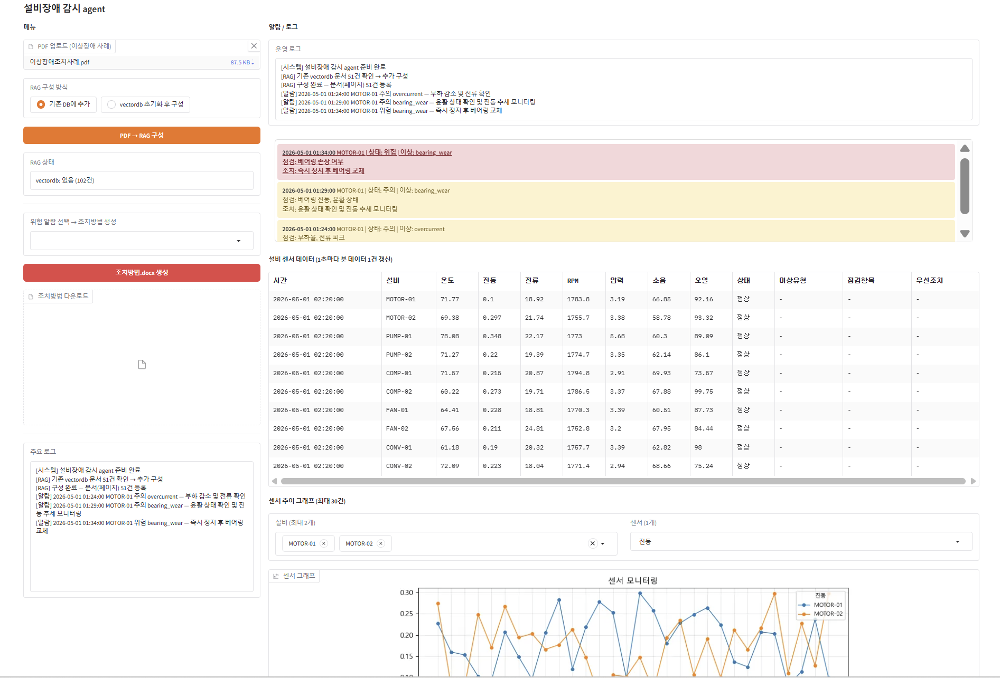 설비장애 감시 agent
메뉴
PDF 업로드 (이상장애 사례)
이상장애조치사례.pdf
87.5 KB↓
RAG 구성 방식
기존 DB에 추가
vectordb 초기화 후 구성
PDF → RAG 구성
RAG 상태
vectordb: 있음 (102건)
위험 알람 선택 → 조치방법 생성
조치방법.docx 생성
조치방법 다운로드
주요 로그
[시스템] 설비장애 감시 agent 준비 완료
[RAG] 기존 vectordb 문서 51건 확인 → 추가 구성
[RAG] 구성 완료 — 문서(페이지) 51건 등록
[알람] 2026-05-01 01:24:00 MOTOR-01 주의 overcurrent — 부하 감소 및 전류 확인
[알람] 2026-05-01 01:29:00 MOTOR-01 주의 bearing_wear — 윤활 상태 확인 및 진
동 추세 모니터링
[알람] 2026-05-01 01:34:00 MOTOR-01 위험 bearing_wear — 즉시 정지 후 베어링
교체
알람 / 로그
운영 로그
[시스템] 설비장애 감시 agent 준비 완료
[RAG] 기존 vectordb 문서 51건 확인 → 추가 구성
[RAG] 구성 완료 — 문서(페이지) 51건 등록
[알람] 2026-05-01 01:24:00 MOTOR-01 주의 overcurrent — 부하 감소 및 전류 확인
[알람] 2026-05-01 01:29:00 MOTOR-01 주의 bearing_wear — 윤활 상태 확인 및 진동 추세 모니터링
[알람] 2026-05-01 01:34:00 MOTOR-01 위험 bearing_wear — 즉시 정지 후 베어링 교체
2026-05-01 01:34:00 MOTOR-01 | 상태: 위험 | 이상: bearing_wear
점검: 베어링 손상 여부
조치: 즉시 정지 후 베어링 교체
2026-05-01 01:29:00 MOTOR-01 | 상태: 주의 | 이상: bearing_wear
점검: 베어링 진동, 윤활 상태
조치: 윤활 상태 확인 및 진동 추세 모니터링
2026-05-01 01:24:00 MOTOR-01 | 상태: 주의 | 이상: overcurrent
점검: 부하율, 전류 피크
설비 센서 데이터 (1초마다 분 데이터 1건 갱신)
시간 설비 온도 진동 전류 RPM 압력 소음 오일 상태 이상유형 점검항목 우선조치
2026-05-01 02:20:00 MOTOR-01 71.77 0.1 18.92 1783.8 3.19 66.85 92.16 정상 - - -
2026-05-01 02:20:00 MOTOR-02 69.38 0.297 21.74 1755.7 3.38 58.78 93.32 정상 - - -
2026-05-01 02:20:00 PUMP-01 78.08 0.348 22.17 1773 5.68 60.3 89.09 정상 - - -
2026-05-01 02:20:00 PUMP-02 71.27 0.22 19.39 1774.7 3.35 62.14 86.1 정상 - - -
2026-05-01 02:20:00 COMP-01 71.57 0.215 20.87 1794.8 2.91 69.93 73.57 정상 - - -
2026-05-01 02:20:00 COMP-02 60.22 0.273 19.71 1786.5 3.37 67.88 99.75 정상 - - -
2026-05-01 02:20:00 FAN-01 64.41 0.228 18.81 1770.3 3.39 60.51 87.73 정상 - - -
2026-05-01 02:20:00 FAN-02 67.56 0.211 24.81 1752.8 3.2 67.95 84.44 정상 - - -
2026-05-01 02:20:00 CONV-01 61.18 0.19 20.32 1757.7 3.39 62.82 98 정상 - - -
2026-05-01 02:20:00 CONV-02 72.09 0.223 18.04 1771.4 2.94 68.66 75.24 정상 - - -
센서 추이 그래프 (최대 30건)
설비 (최대 2개)
MOTOR-01
MOTOR-02
센서 (1개)
진동
센서 그래프
센서 모니터링
0.30
0.25
0.20
0.15
진동
MOTOR-01
MOTOR-02